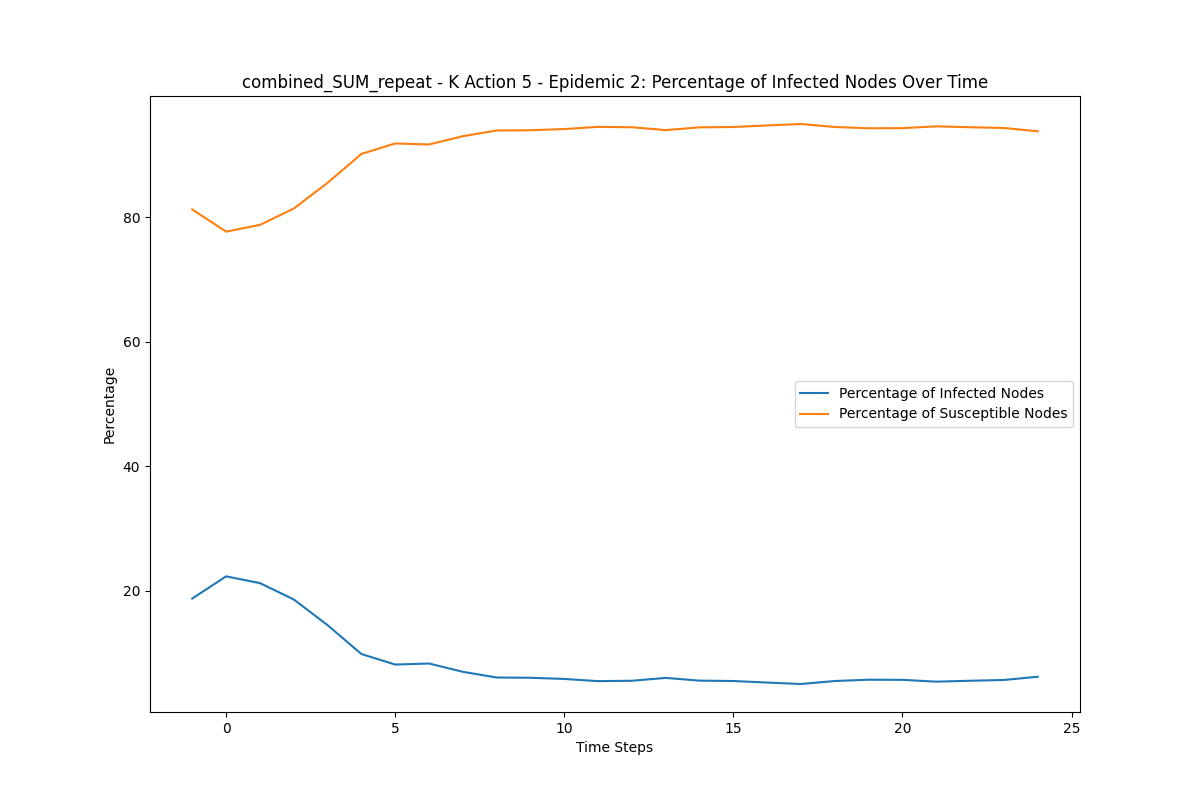 combined_SUM_repeat - K Action 5 - Epidemic 2: Percentage of Infected Nodes Over Time
80
60
40
20
Percentage
Percentage of Infected Nodes
Percentage of Susceptible Nodes
0 5 10 15 20 25
Time Steps